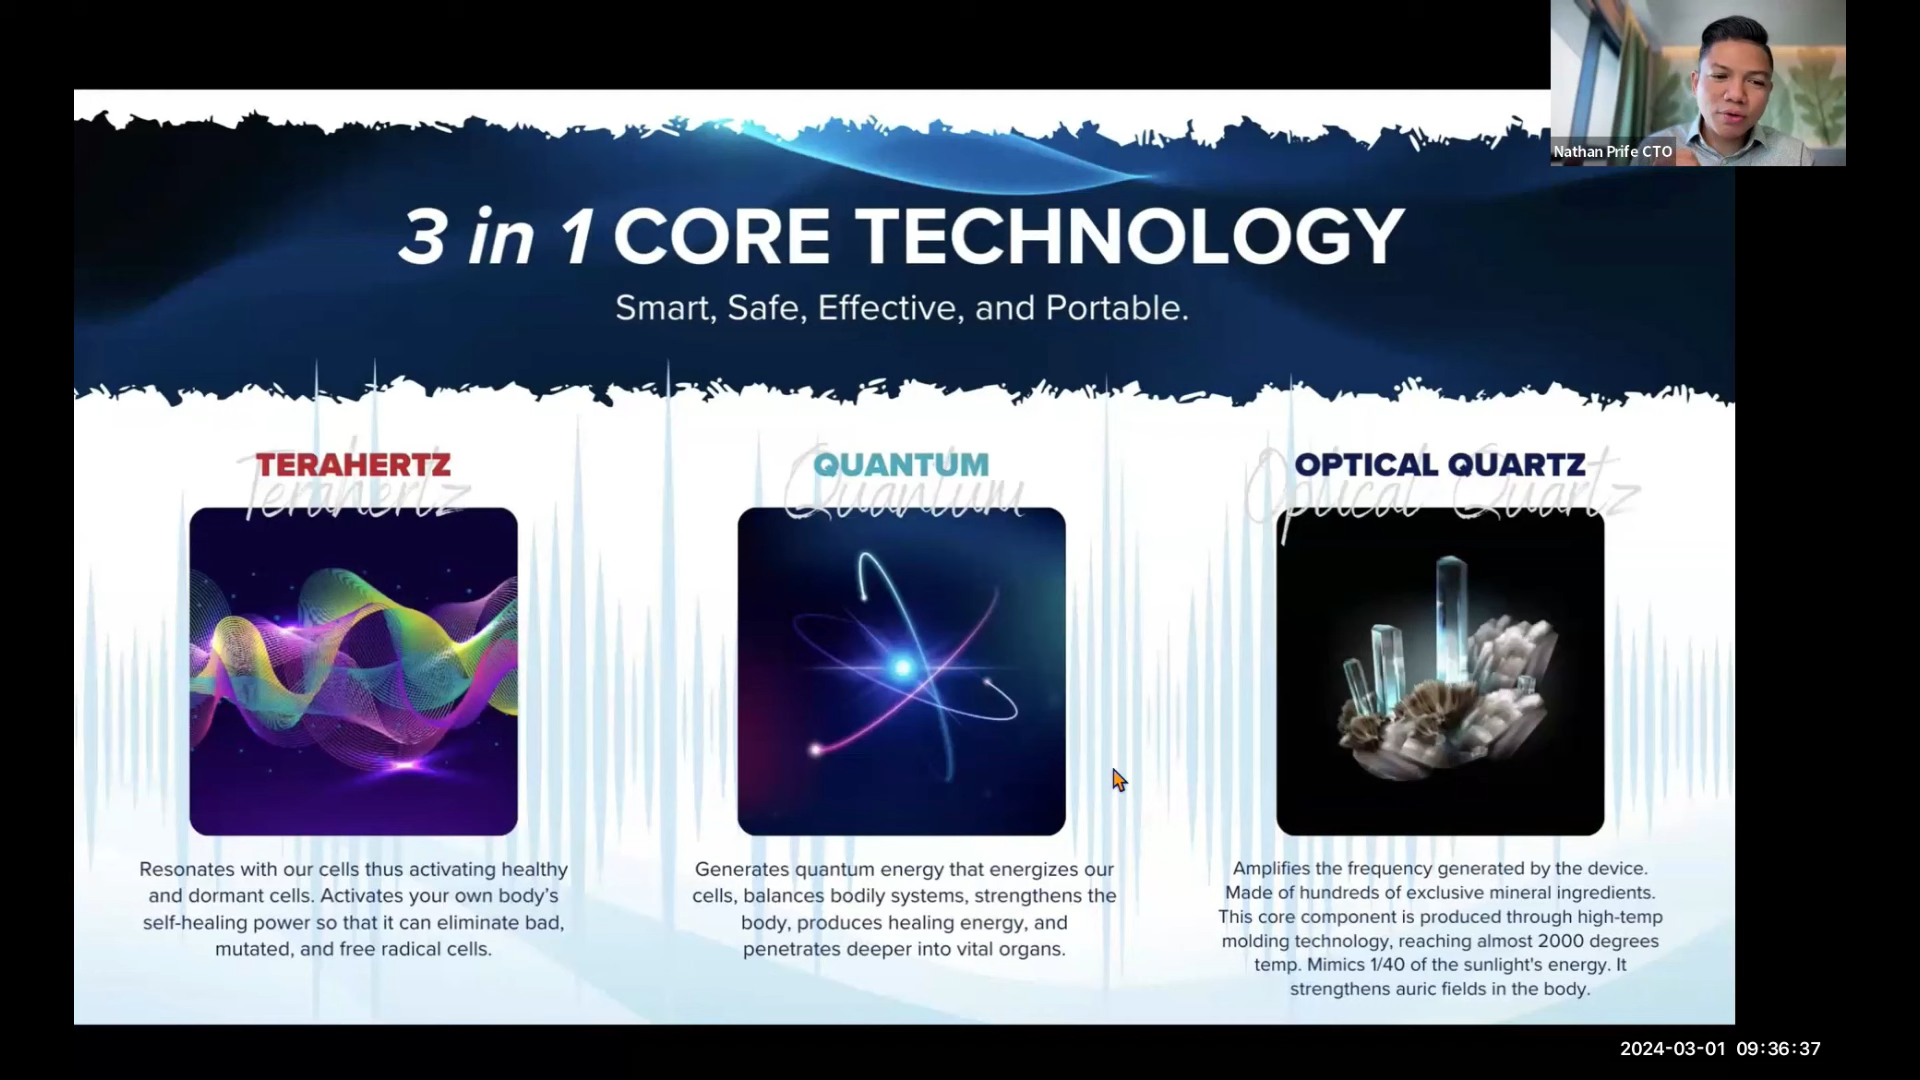 Nathan Prife CTO
3 in 1 CORE TECHNOLOGY
Smart, Safe, Effective, and Portable.
TERAHERTZ
Terahertz
Resonates with our cells thus activating healthy
and dormant cells. Activates your own body's
self-healing power so that it can eliminate bad,
mutated, and free radical cells.
QUANTUM
Quantum
Generates quantum energy that energizes our
cells, balances bodily systems, strengthens the
body, produces healing energy, and
penetrates deeper into vital organs.
OPTICAL QUARTZ
Optical Quartz
Amplifies the frequency generated by the device.
Made of hundreds of exclusive mineral ingredients.
This core component is produced through high-temp
molding technology, reaching almost 2000 degrees
temp. Mimics 1/40 of the sunlight's energy. It
strengthens auric fields in the body.
2024-03-01 09:36:37